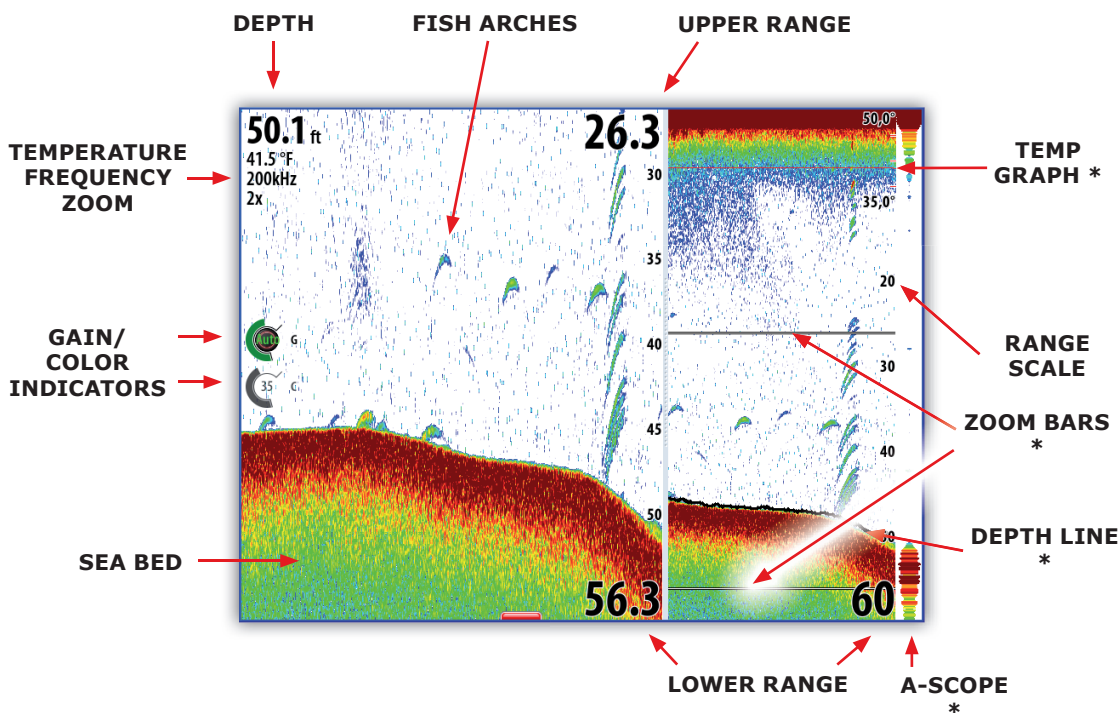 DEPTH
FISH ARCHES
UPPER RANGE
TEMPERATURE
FREQUENCY
ZOOM
50.1 ft
41.5 °F
200kHz
2x
26.3
30
35
40
45
50
56.3
Auto G
35 C
GAIN/
COLOR
INDICATORS
SEA BED
50,0°
35,0°
20
30
40
60
TEMP
GRAPH *
RANGE
SCALE
ZOOM BARS
*
DEPTH LINE
*
LOWER RANGE
A-SCOPE
*